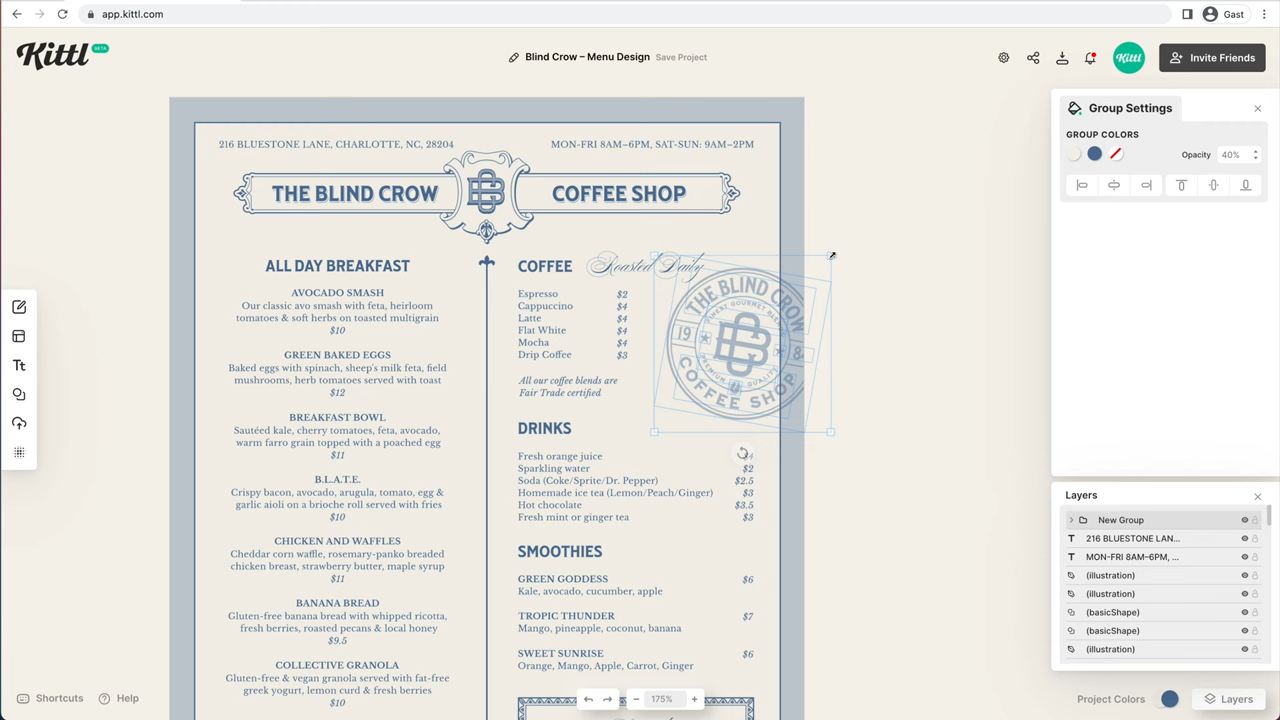 app.kittl.com
Gast
Kittl BETA
Blind Crow – Menu Design Save Project
Kittl
Invite Friends
216 BLUESTONE LANE, CHARLOTTE, NC, 28204
MON-FRI 8AM–6PM, SAT-SUN: 9AM–2PM
THE BLIND CROW
COFFEE SHOP
ALL DAY BREAKFAST
AVOCADO SMASH
Our classic avo smash with feta, heirloom
tomatoes & soft herbs on toasted multigrain
$10
GREEN BAKED EGGS
Baked eggs with spinach, sheep's milk feta, field
mushrooms, herb tomatoes served with toast
$12
BREAKFAST BOWL
Sautéed kale, cherry tomatoes, feta, avocado,
warm farro grain topped with a poached egg
$11
B.L.A.T.E.
Crispy bacon, avocado, arugula, tomato, egg &
garlic aioli on a brioche roll served with fries
$10
CHICKEN AND WAFFLES
Cheddar corn waffle, rosemary-panko breaded
chicken breast, strawberry butter, maple syrup
$11
BANANA BREAD
Gluten-free banana bread with whipped ricotta,
fresh berries, roasted pecans & local honey
$9.5
COLLECTIVE GRANOLA
Gluten-free & vegan granola served with fat-free
greek yogurt, lemon curd & fresh berries
$10
COFFEE Roasted Daily
Espresso $2
Cappuccino $4
Latte $4
Flat White $4
Mocha $4
Drip Coffee $3
All our coffee blends are
Fair Trade certified
THE BLIND CROW
FINEST GOURMET BLENDS
19 84
PREMIUM QUALITY
COFFEE SHOP
DRINKS
Fresh orange juice $4
Sparkling water $2
Soda (Coke/Sprite/Dr. Pepper) $2.5
Homemade ice tea (Lemon/Peach/Ginger) $3
Hot chocolate $3.5
Fresh mint or ginger tea $3
SMOOTHIES
GREEN GODDESS $6
Kale, avocado, cucumber, apple
TROPIC THUNDER $7
Mango, pineapple, coconut, banana
SWEET SUNRISE $6
Orange, Mango, Apple, Carrot, Ginger
Group Settings
GROUP COLORS
Opacity 40%
Layers
New Group
216 BLUESTONE LAN...
MON-FRI 8AM–6PM, ...
(illustration)
(illustration)
(basicShape)
(basicShape)
(illustration)
Shortcuts
Help
175%
Project Colors
Layers